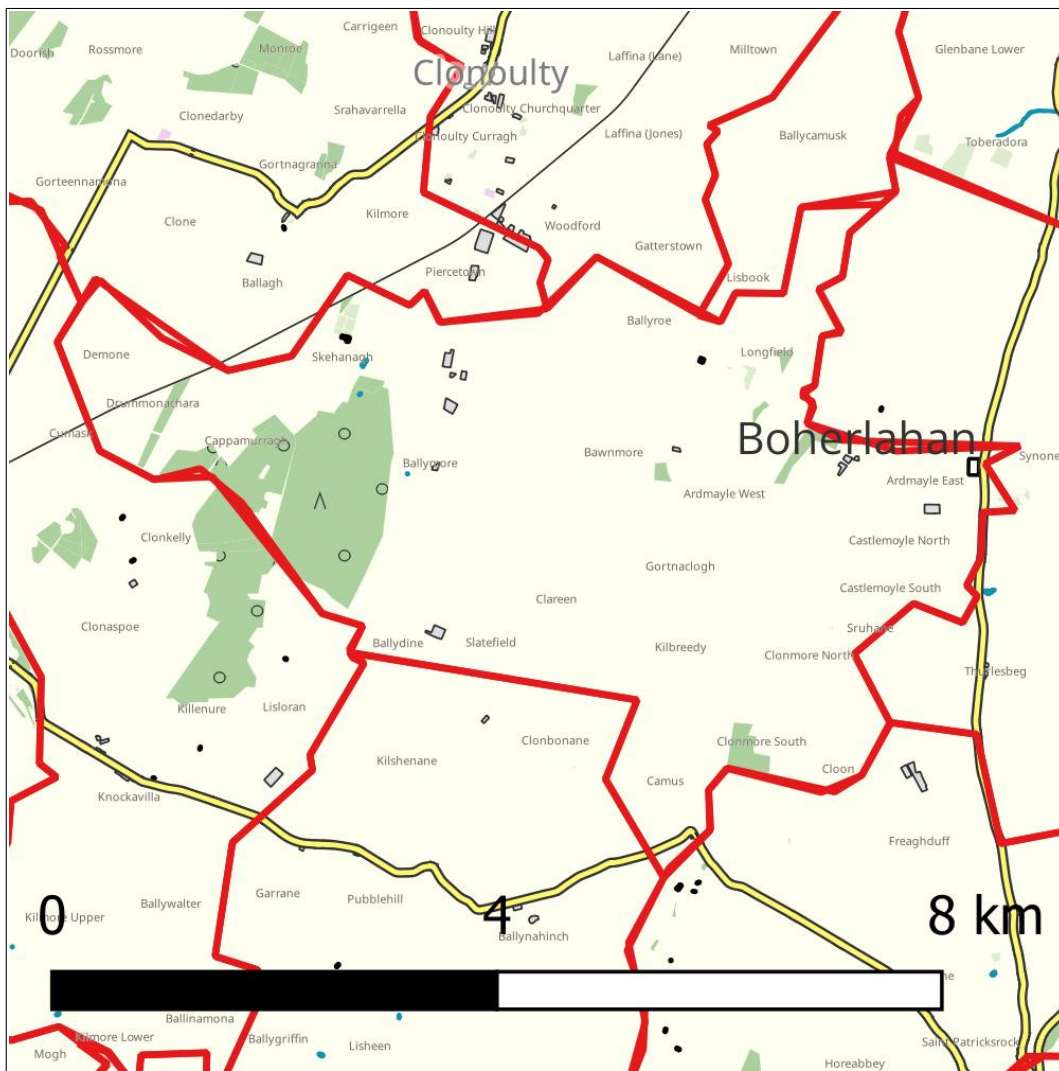 Carrigeen
Clonoulty Hill
Doorish
Rossmore
Monroe
Laffina (Lane)
Milltown
Glenbane Lower
Clonoulty
Clonedarby
Srahavarrella
Clonoulty Churchquarter
Clonoulty Curragh
Laffina (Jones)
Ballycamusk
Toberadora
Gortnagranna
Gorteennamona
Clone
Kilmore
Woodford
Gatterstown
Piercetown
Lisbook
Ballagh
Ballyroe
Demone
Skehanagh
Longfield
Drummonachara
Cappamurragh
Boherlahan
Bawnmore
Synone
Ballymore
Ardmayle West
Ardmayle East
Clonkelly
Castlemoyle North
Gortnaclogh
Castlemoyle South
Clareen
Clonaspoe
Ballydine
Slatefield
Kilbreedy
Sruhane
Clonmore North
Thurlesbeg
Killenure
Lisloran
Clonbonane
Clonmore South
Kilshenane
Camus
Cloon
Knockavilla
Freaghduff
Garrane
Pubblehill
Ballywalter
Kilmore Upper
0
4
8 km
Ballynahinch
Ballinamona
Kilmore Lower
Ballygriffin
Lisheen
Saint Patricksrock
Mogh
Horeabbey